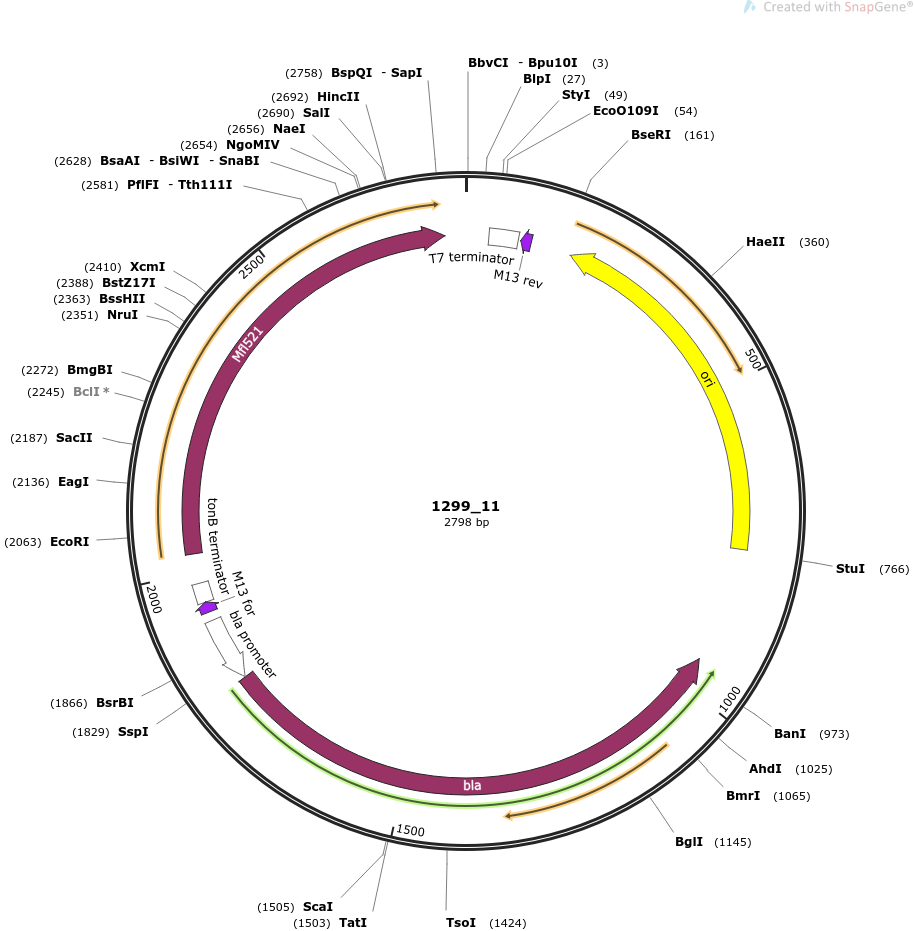 Created with SnapGene®
(2758) BspQI - SapI
(2692) HincII
(2690) SalI
(2656) NaeI
(2654) NgoMIV
(2628) BsaAI - BsiWI - SnaBI
(2581) PflFI - Tth111I
BbvCI - Bpu10I (3)
BlpI (27)
StyI (49)
EcoO109I (54)
BseRI (161)
HaeII (360)
T7 terminator
M13 rev
2500
500
(2410) XcmI
(2388) BstZ17I
(2363) BssHII
(2351) NruI
Mfl521
ori
(2272) BmgBI
(2245) BclI *
(2187) SacII
(2136) EagI
(2063) EcoRI
1299_11
2798 bp
StuI (766)
tonB terminator
M13 for
bla promoter
2000
(1866) BsrBI
(1829) SspI
1000
BanI (973)
AhdI (1025)
BmrI (1065)
BglI (1145)
bla
1500
(1505) ScaI
(1503) TatI
TsoI (1424)